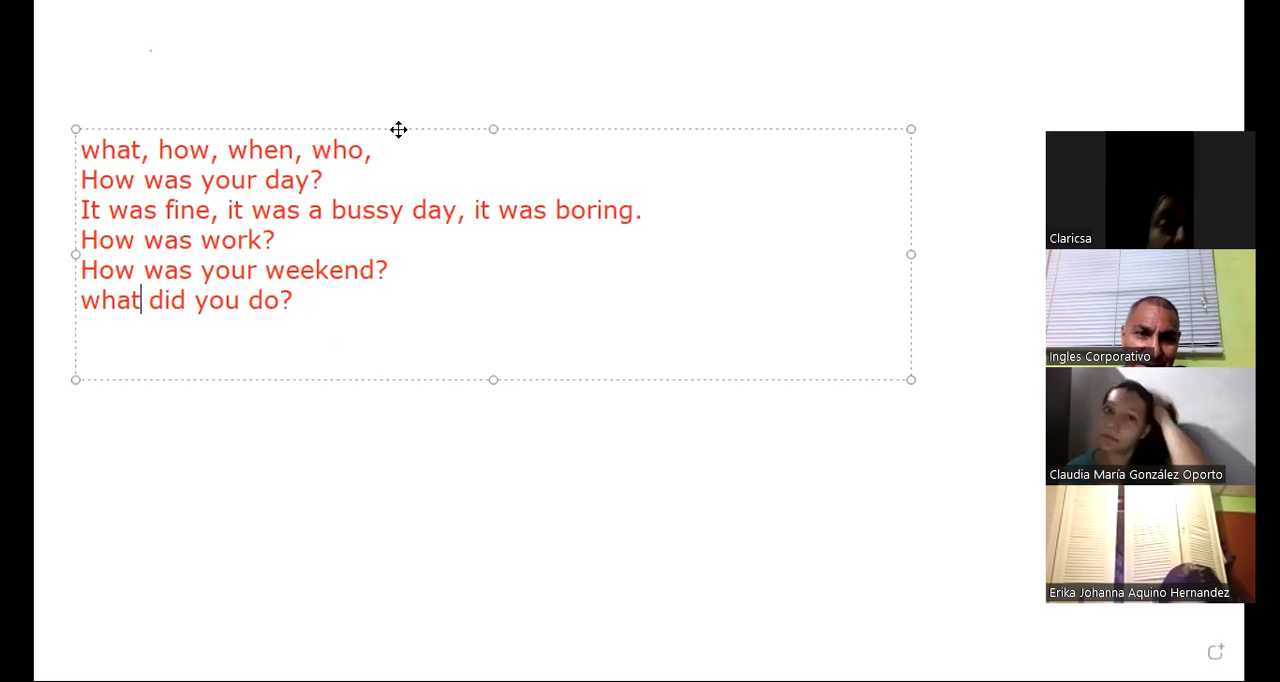 what, how, when, who,
How was your day?
It was fine, it was a bussy day, it was boring.
How was work?
How was your weekend?
what did you do?
Claricsa
Ingles Corporativo
Claudia María González Oporto
Erika Johanna Aquino Hernandez